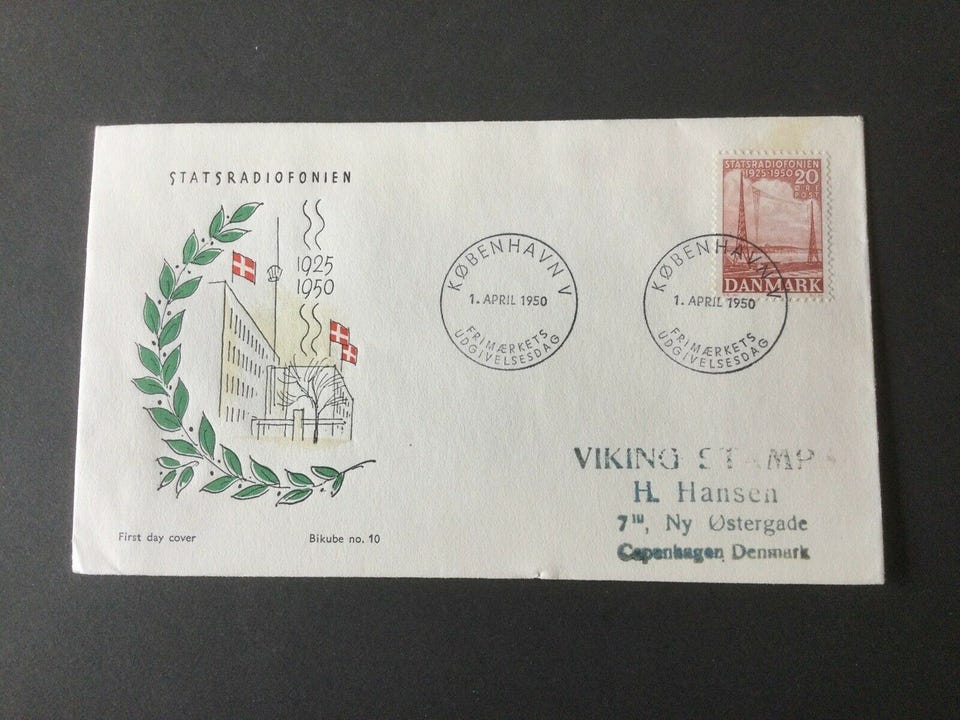 STATSRADIOFONIEN
1925
1950
First day cover
Bikube no. 10
KØBENHAVN V
1. APRIL 1950
FRIMÆRKETS
UDGIVELSESDAG
KØBENHAVN V
1. APRIL 1950
FRIMÆRKETS
UDGIVELSESDAG
STATSRADIOFONIEN
1925-1950 20
ØRE
POST
DANMARK
VIKING STAMPS
H. Hansen
Ny Østergade
Copenhagen, Denmark